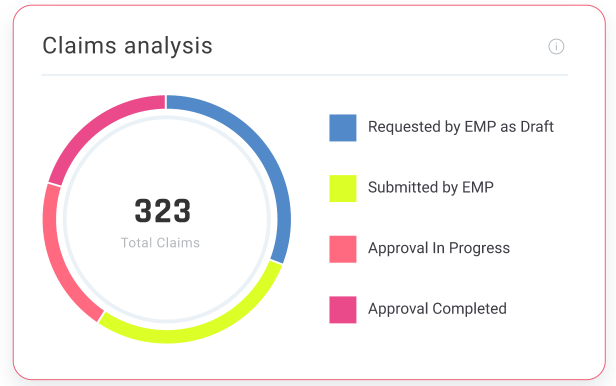 Claims analysis
323
Total Claims
Requested by EMP as Draft
Submitted by EMP
Approval In Progress
Approval Completed